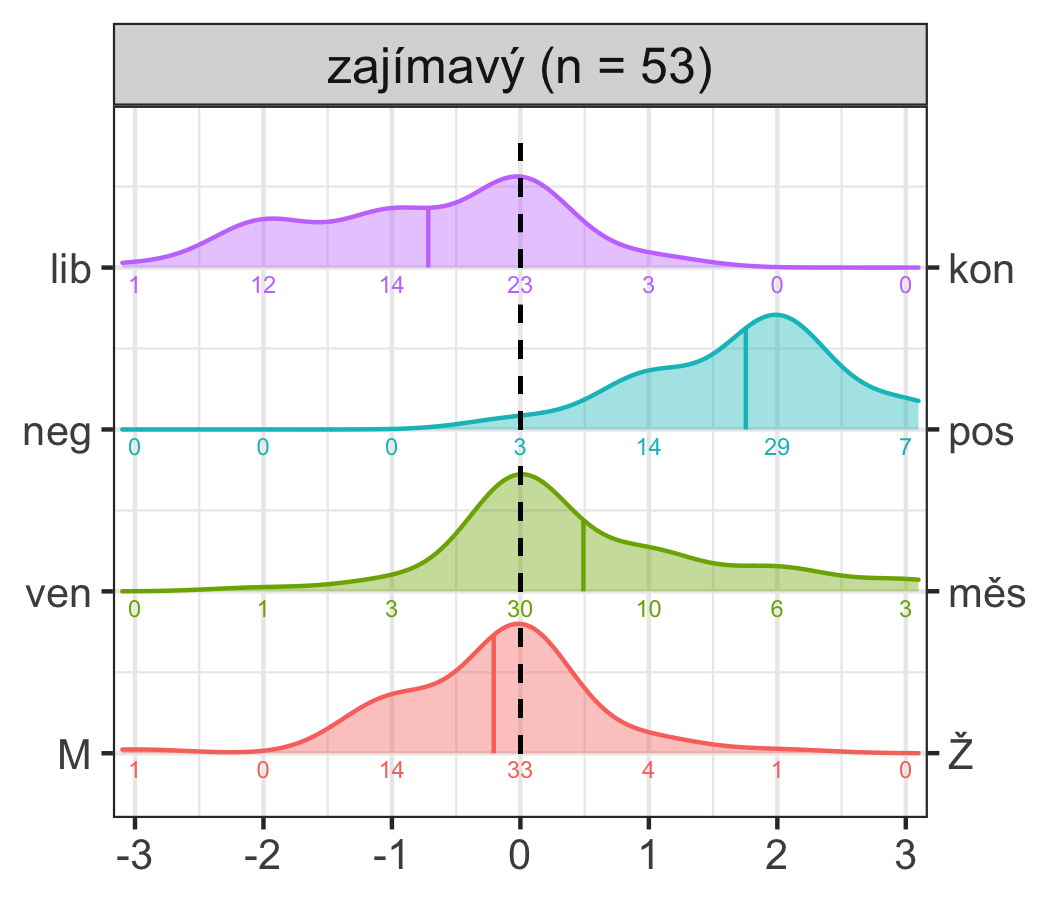 zajímavý (n = 53)
lib kon
1 12 14 23 3 0 0
neg pos
0 0 0 3 14 29 7
ven měs
0 1 3 30 10 6 3
M Ž
1 0 14 33 4 1 0
-3 -2 -1 0 1 2 3